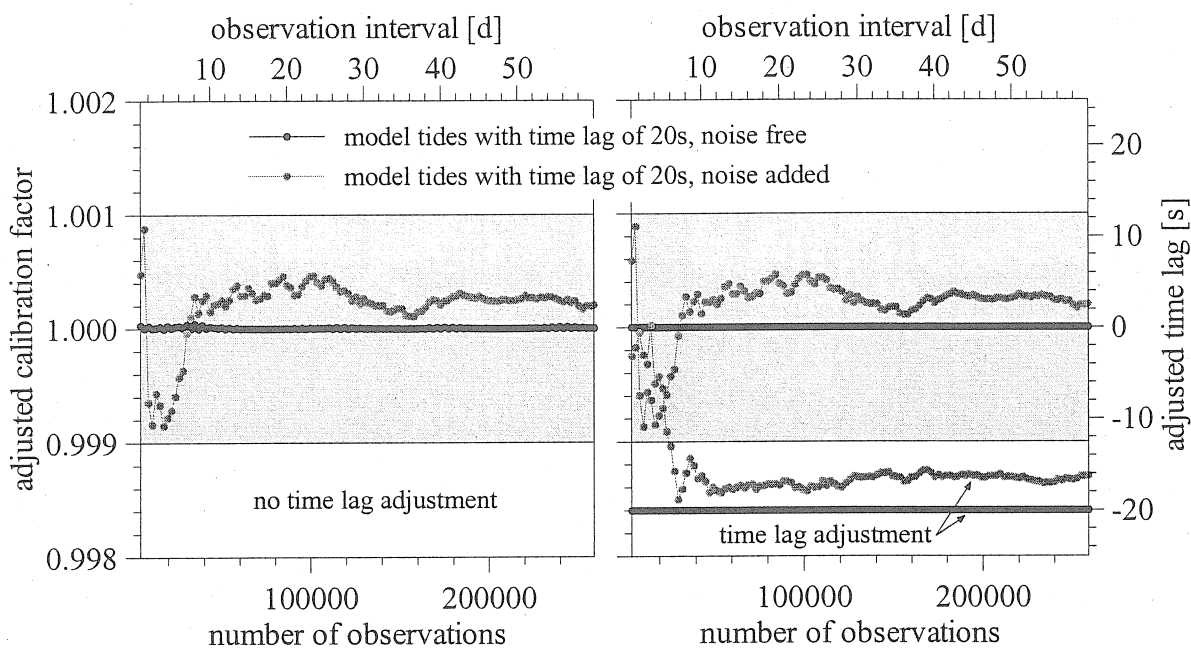 observation interval [d]
10 20 30 40 50
1.002
1.001
1.000
0.999
0.998
adjusted calibration factor
model tides with time lag of 20s, noise free
model tides with time lag of 20s, noise added
no time lag adjustment
100000 200000
number of observations
observation interval [d]
10 20 30 40 50
20
10
0
-10
-20
adjusted time lag [s]
time lag adjustment
100000 200000
number of observations